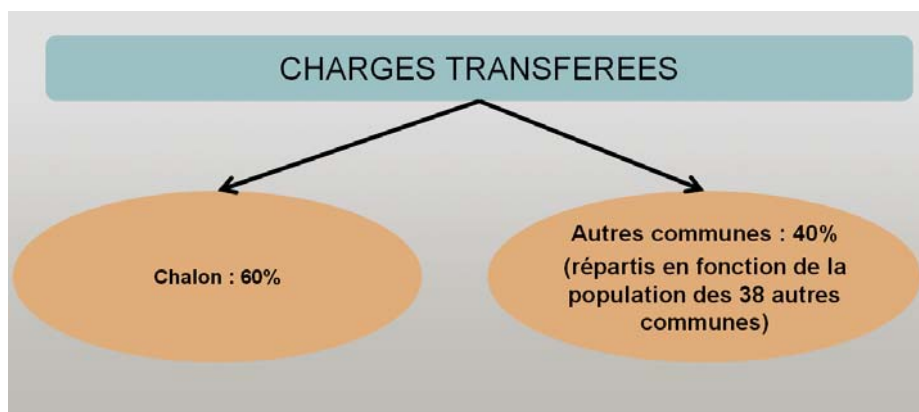 CHARGES TRANSFEREES
Chalon : 60%
Autres communes : 40%
(répartis en fonction de la
population des 38 autres
communes)